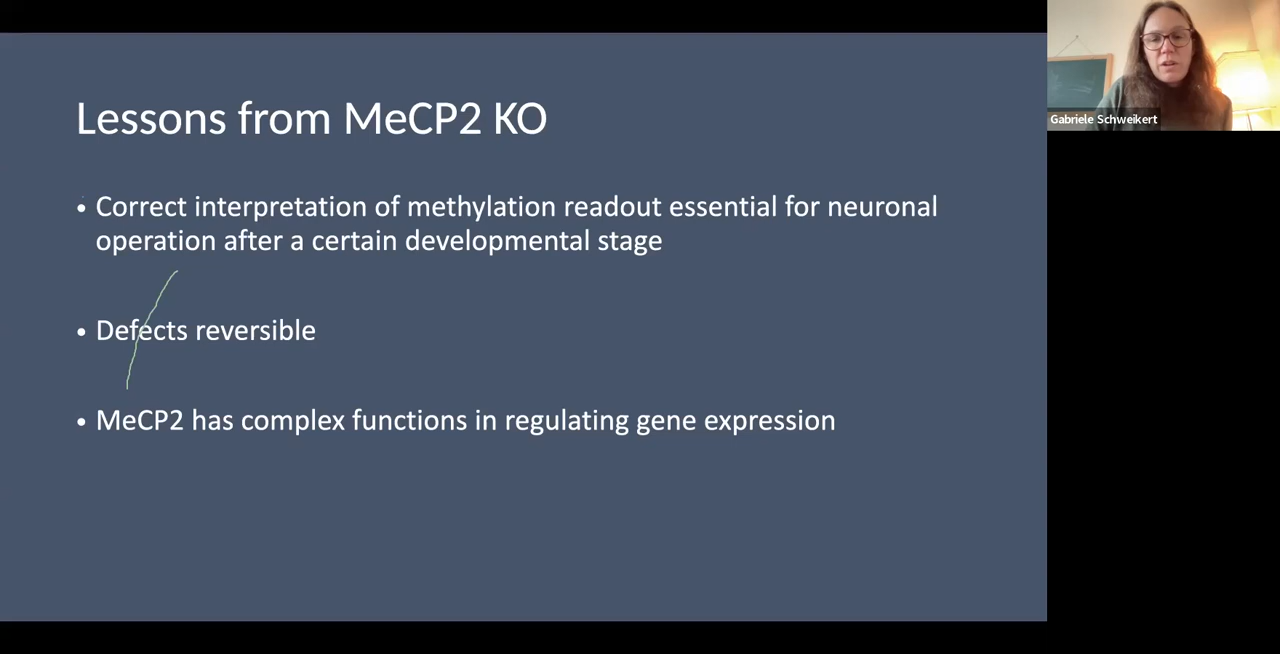 Lessons from MeCP2 KO
• Correct interpretation of methylation readout essential for neuronal
operation after a certain developmental stage
• Defects reversible
• MeCP2 has complex functions in regulating gene expression
Gabriele Schweikert